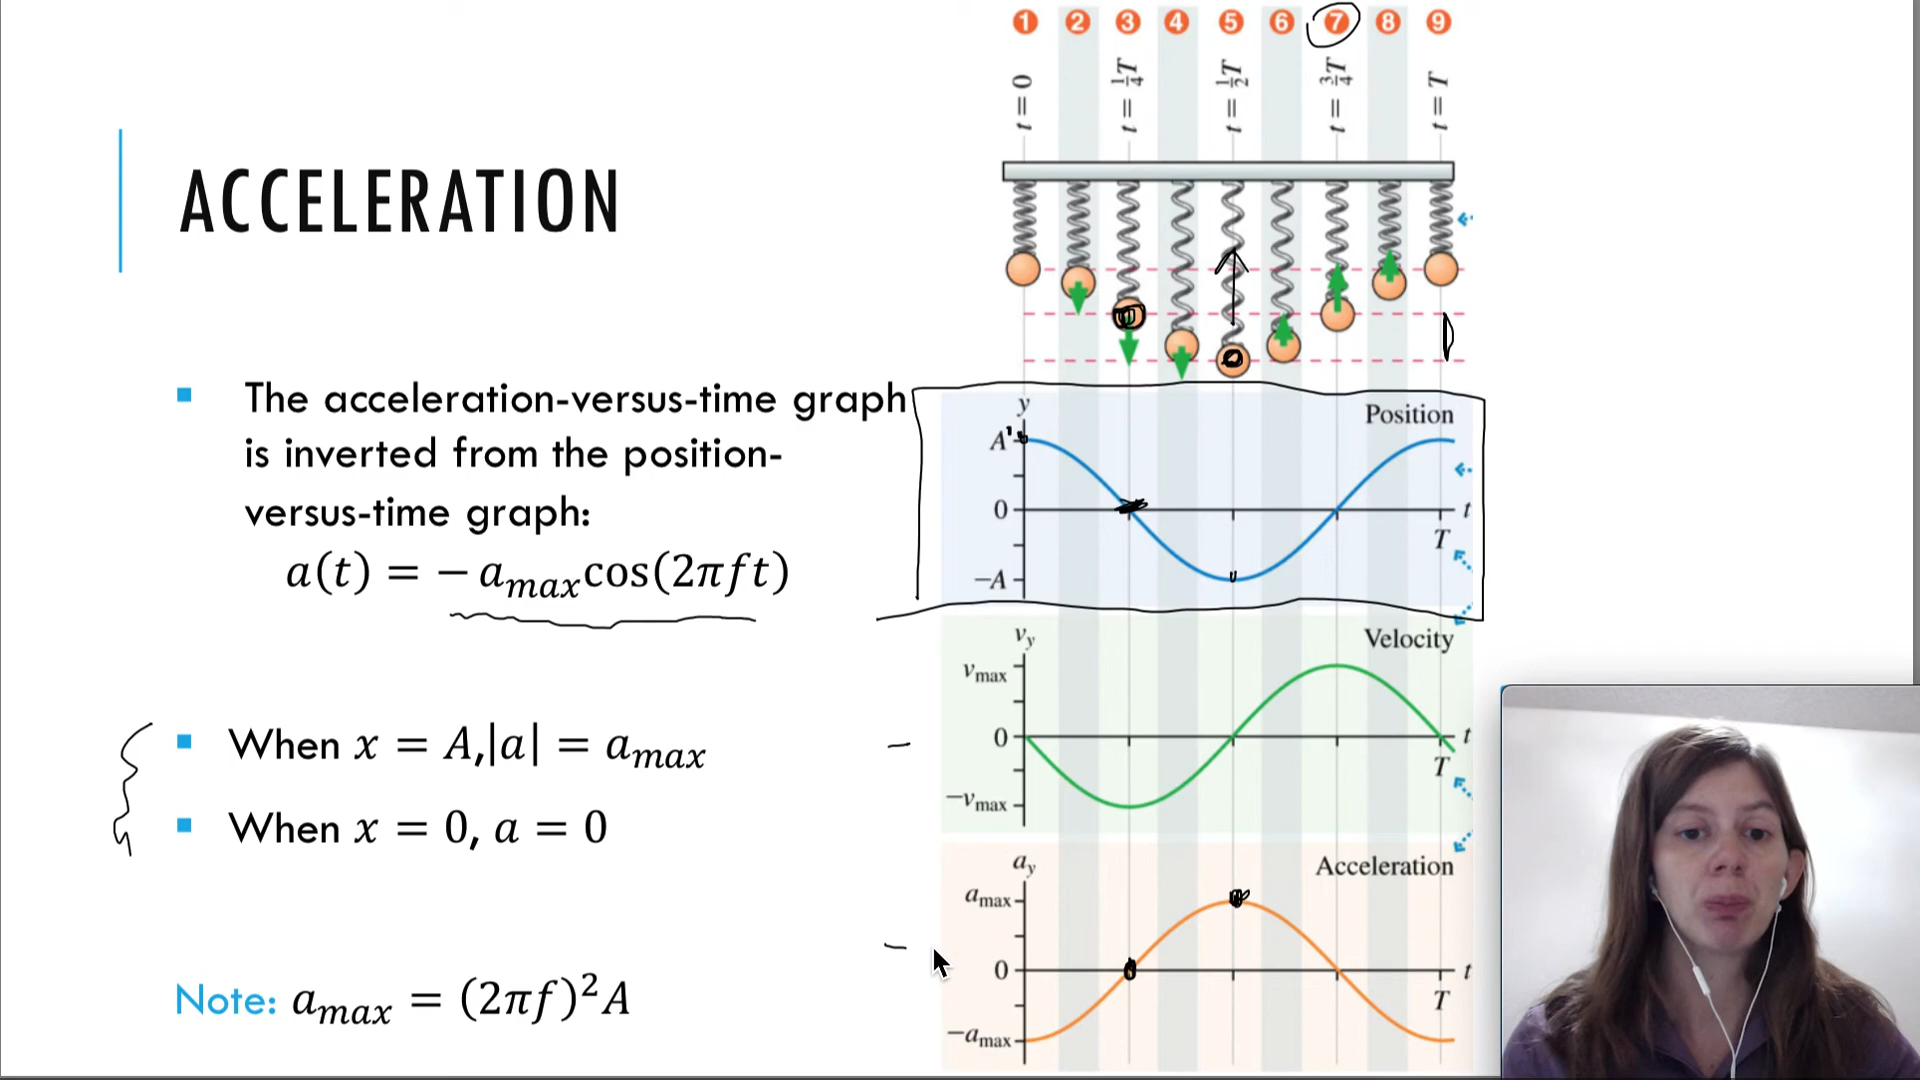 1 2 3 4 5 6 7 8 9
t = 0 t = 1/4 T t = 1/2 T t = 3/4 T t = T
ACCELERATION
The acceleration-versus-time graph
is inverted from the position-
versus-time graph:
a(t) = − a_max cos(2πft)
When x = A,|a| = a_max
When x = 0, a = 0
Note: a_max = (2πf)²A
y Position
A
0 t
T
−A
v_y Velocity
v_max
0 t
T
−v_max
a_y Acceleration
a_max
0 t
T
−a_max